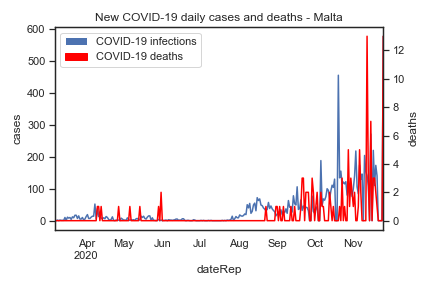 New COVID-19 daily cases and deaths - Malta
COVID-19 infections
COVID-19 deaths
600
500
400
300
200
100
0
cases
12
10
8
6
4
2
0
deaths
Apr May Jun Jul Aug Sep Oct Nov
2020
dateRep